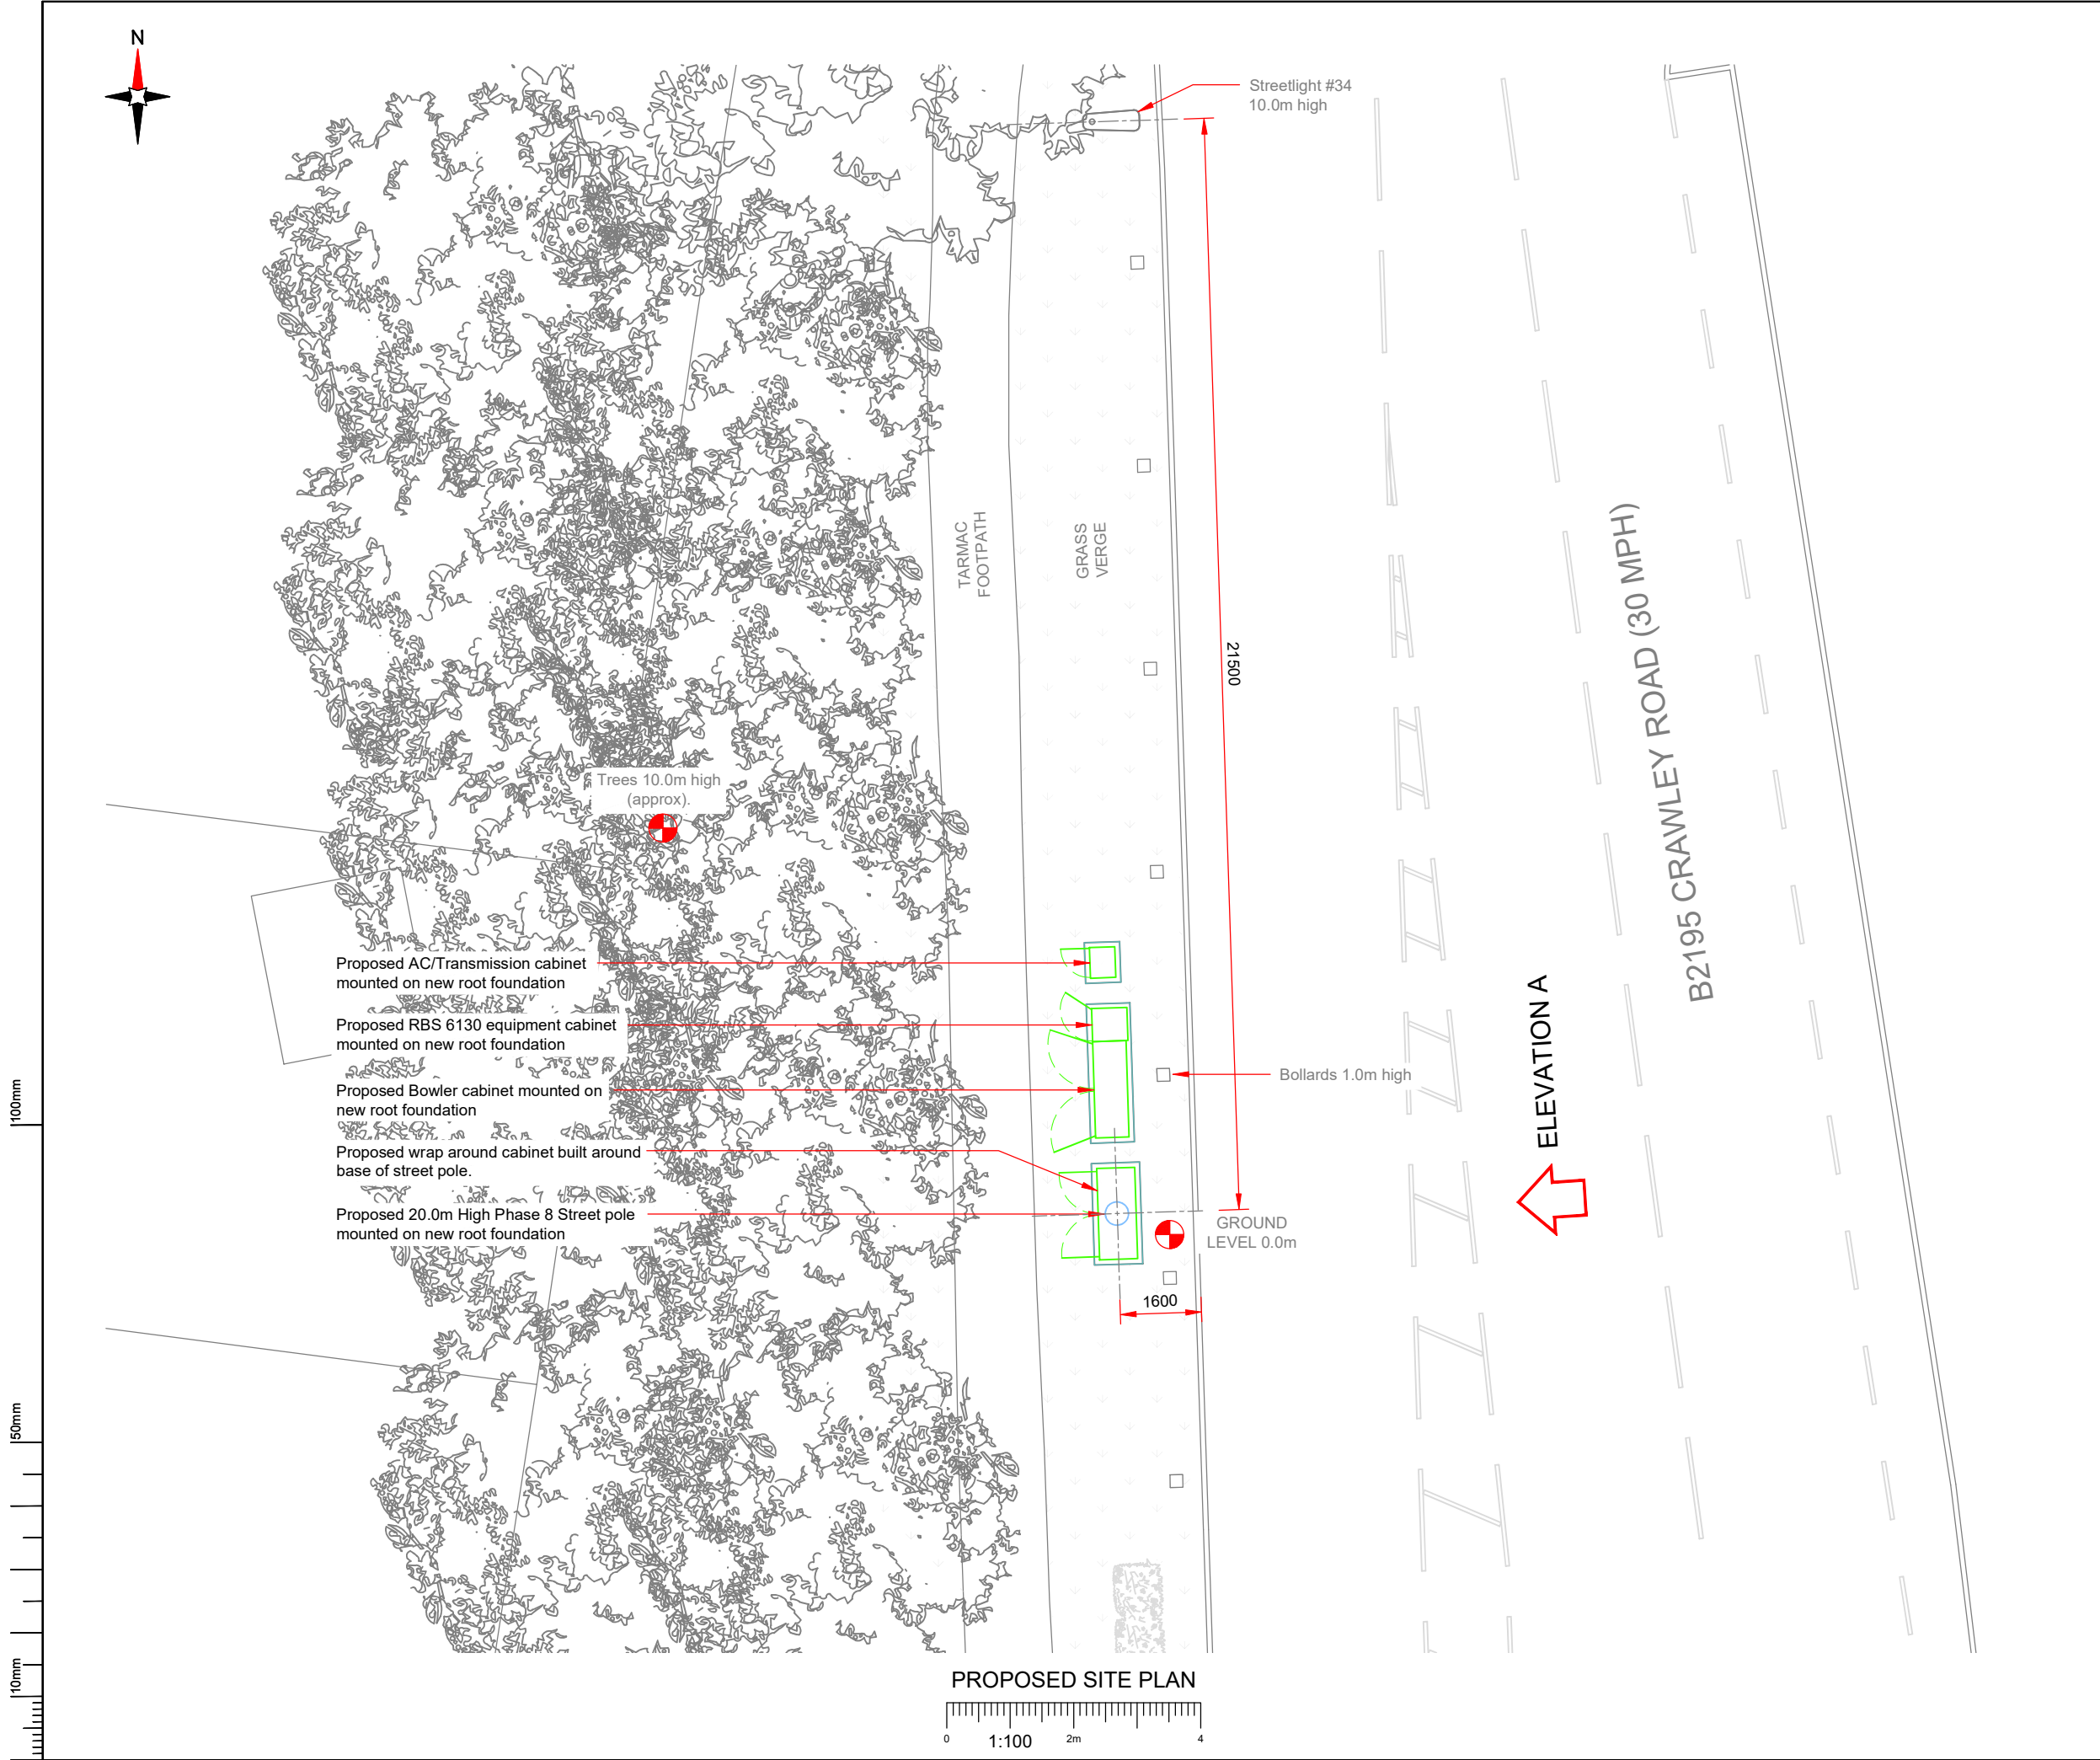 N
Streetlight #34
10.0m high
TARMAC
FOOTPATH
GRASS
VERGE
21500
B2195 CRAWLEY ROAD (30 MPH)
Trees 10.0m high
(approx).
Proposed AC/Transmission cabinet
mounted on new root foundation
Proposed RBS 6130 equipment cabinet
mounted on new root foundation
Proposed Bowler cabinet mounted on
new root foundation
Proposed wrap around cabinet built around
base of street pole.
Proposed 20.0m High Phase 8 Street pole
mounted on new root foundation
Bollards 1.0m high
ELEVATION A
GROUND
LEVEL 0.0m
1600
100mm
50mm
10mm
PROPOSED SITE PLAN
0
2m
4
1:100